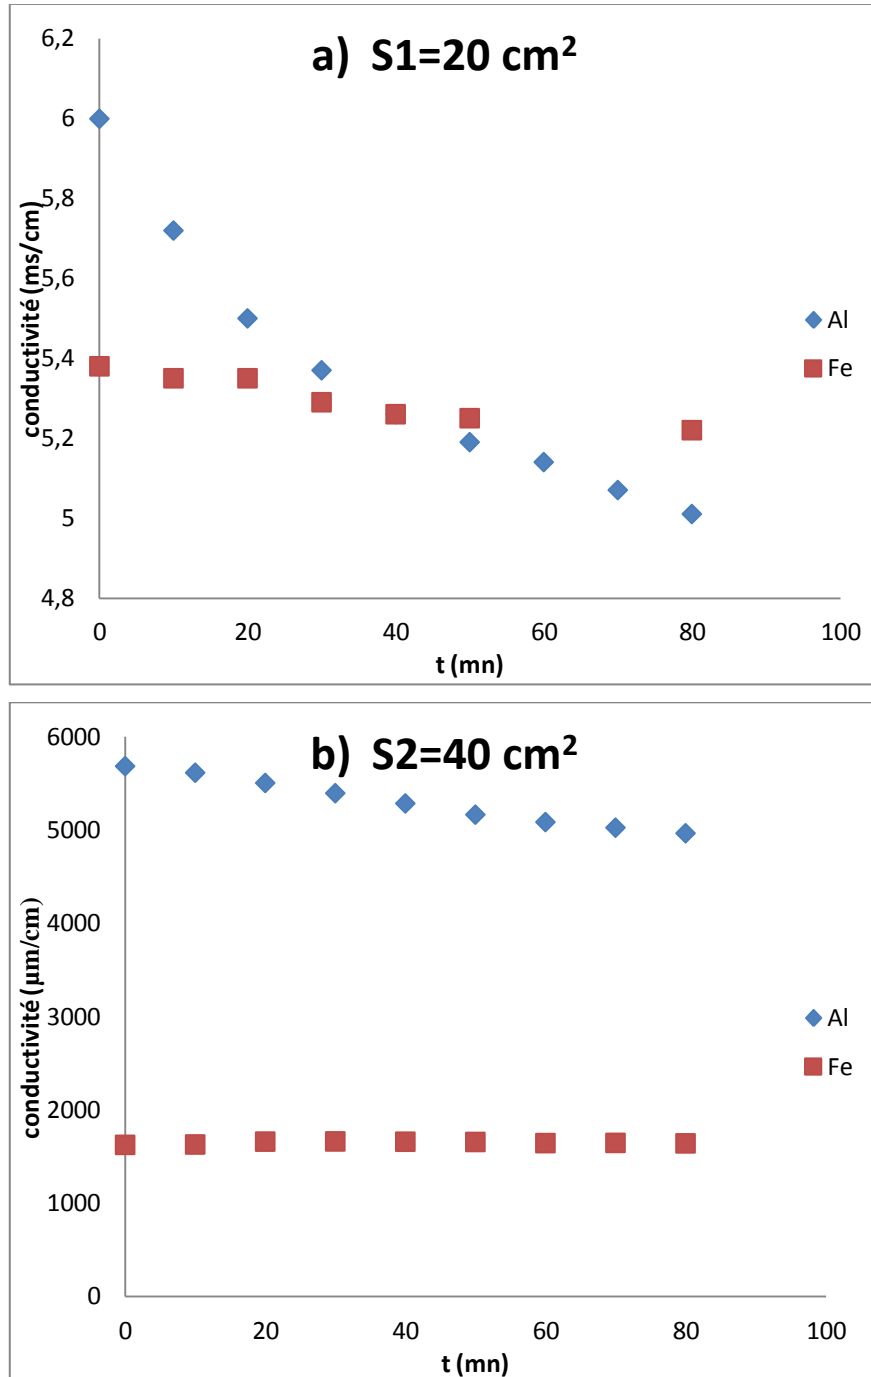 a) S1=20 cm²
conductivité (ms/cm)
6,2
6
5,8
5,6
5,4
5,2
5
4,8
0 20 40 60 80 100
t (mn)
Al
Fe
b) S2=40 cm²
conductivité (µm/cm)
6000
5000
4000
3000
2000
1000
0
0 20 40 60 80 100
t (mn)
Al
Fe